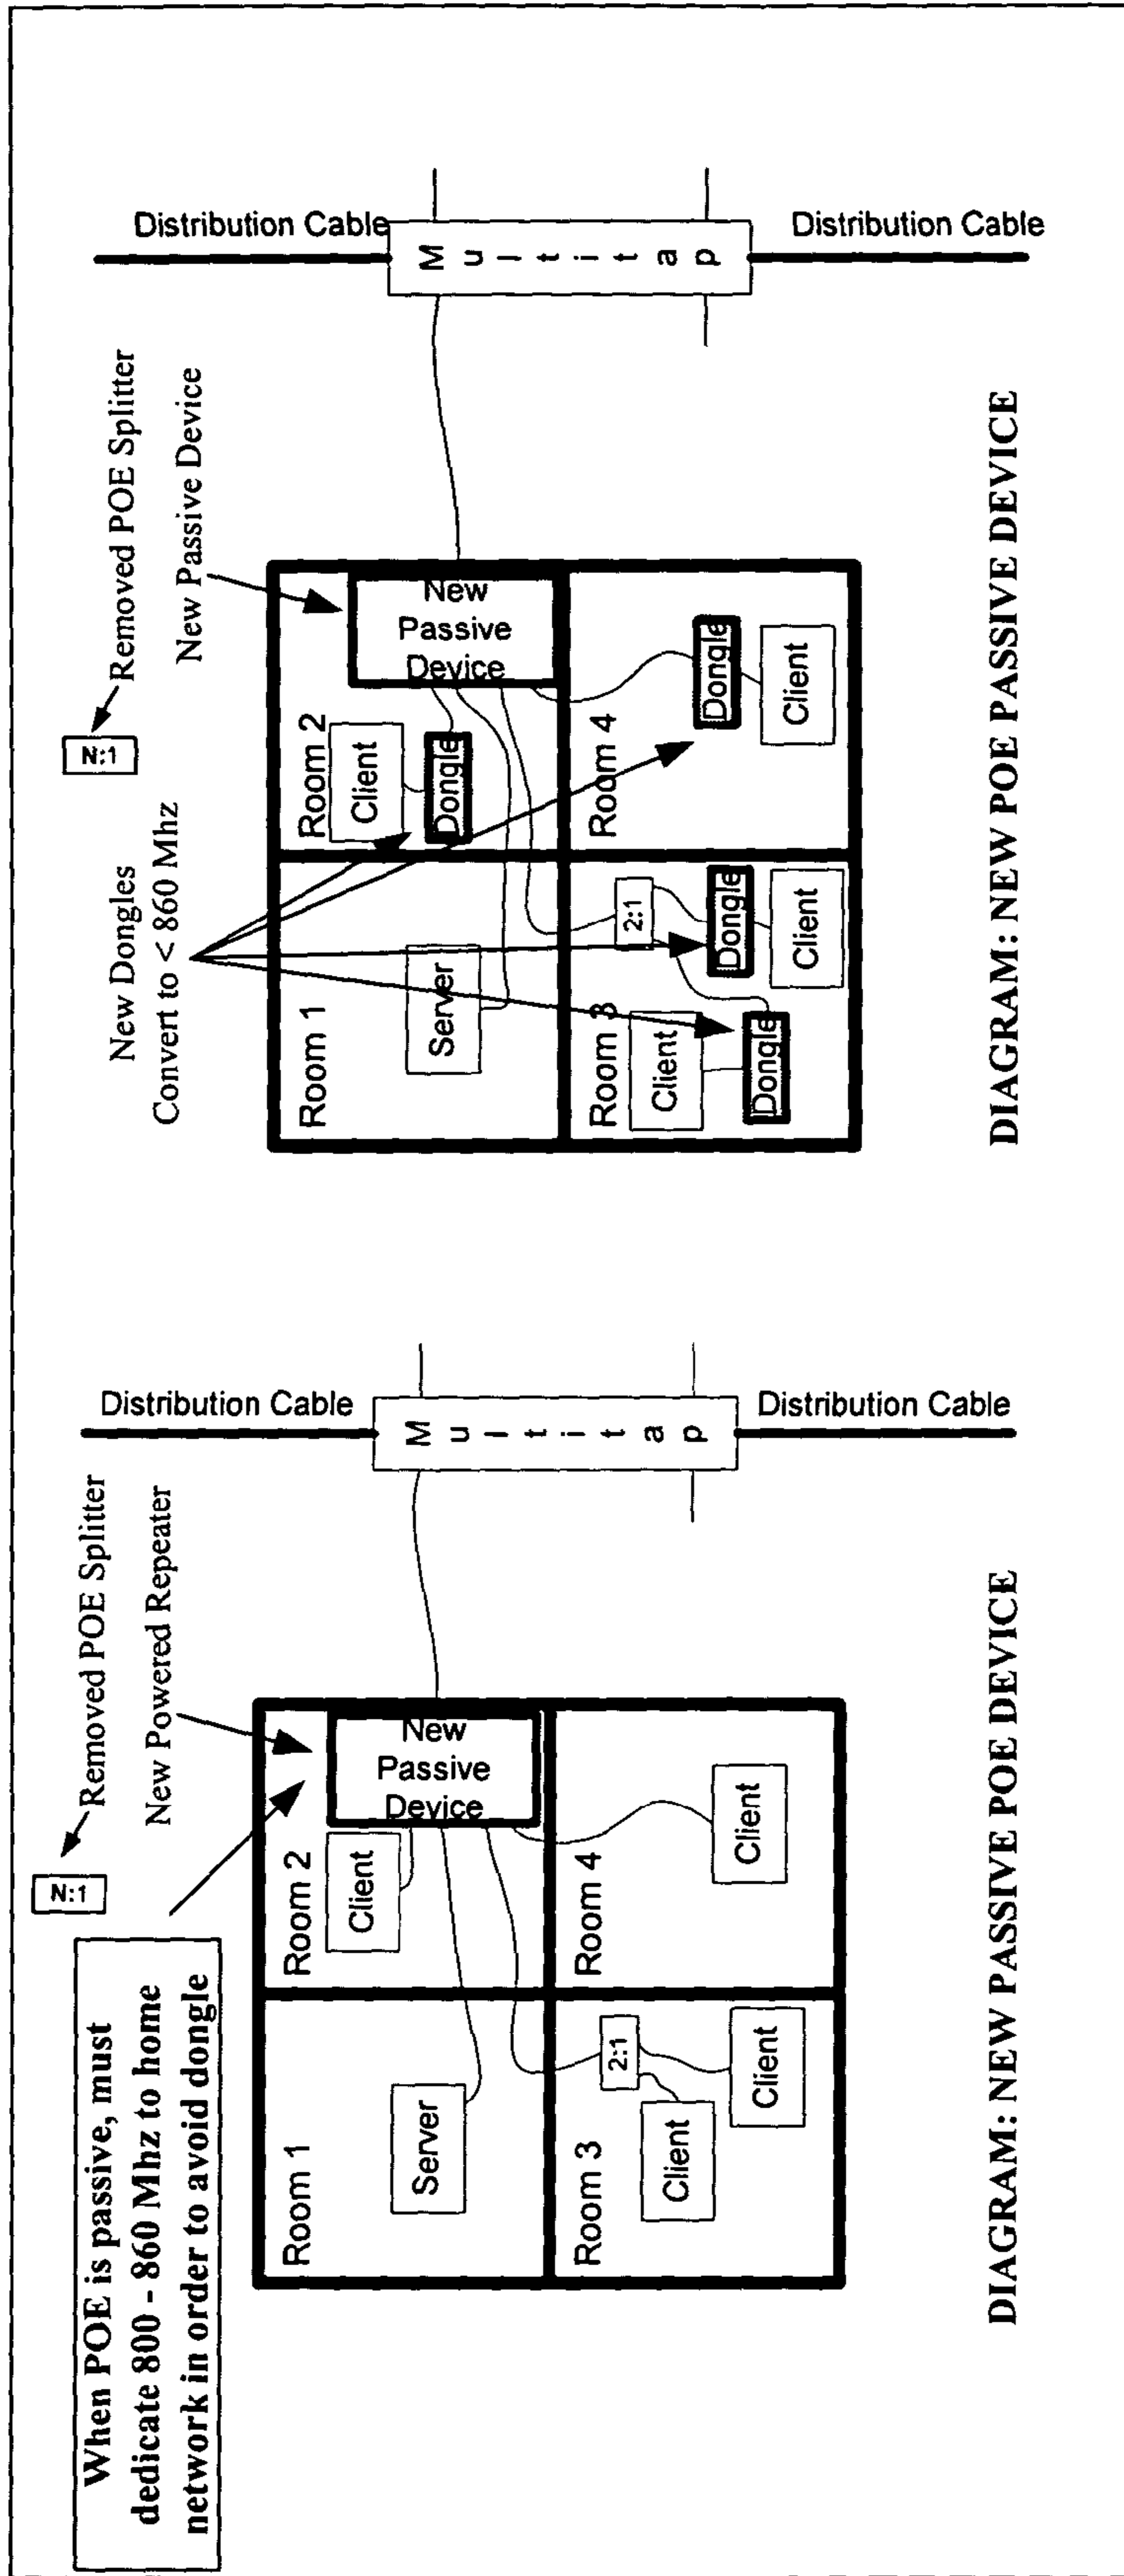 When POE is passive, must
dedicate 800 - 860 Mhz to home
network in order to avoid dongle
N:1
Removed POE Splitter
New Powered Repeater
Distribution Cable
Multitap
Distribution Cable
Room 1
Server
Room 2
Client
New
Passive
Device
Room 3
Client
2:1
Client
Room 4
Client
DIAGRAM: NEW PASSIVE POE DEVICE
New Dongles
Convert to < 860 Mhz
N:1
Removed POE Splitter
New Passive Device
Distribution Cable
Multitap
Distribution Cable
Room 1
Server
Room 2
Client
Dongle
New
Passive
Device
Room 3
Client
Dongle
2:1
Dongle
Client
Room 4
Dongle
Client
DIAGRAM: NEW POE PASSIVE DEVICE